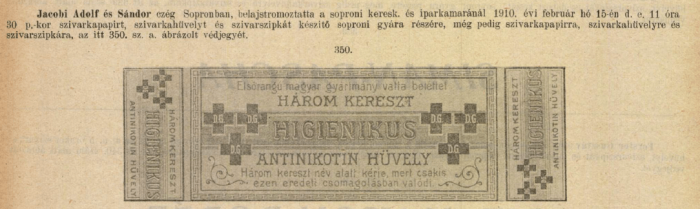 Jacobi Adolf és Sándor czég Sopronban, belajstromoztatta a soproni keresk. és iparkamaránál 1910. évi február hó 15-én d. e. 11 óra
30 p.-kor szivarkapapirt, szivarkahüvelyt és szivarszipkát készítő soproni gyára részére, még pedig szivarkapapirra, szivarkahüvelyre és
szivarszipkára, az itt 350. sz. a. ábrázolt védjegyét.
350.
ANTINIKOTIN HÜVELY
HIGIENIKUS
HÁROM KERESZT
Elsőrangú magyar gyártmány vatta betéttel
HÁROM KERESZT
D.G. D.G.
D.G. HIGIENIKUS D.G.
D.G. D.G.
ANTINIKOTIN HÜVELY
Három kereszt név alatt kérje, mert csakis
ezen eredeti csomagolásban valódi.
HÁROM KERESZT
HIGIENIKUS
ANTINIKOTIN HÜVELY